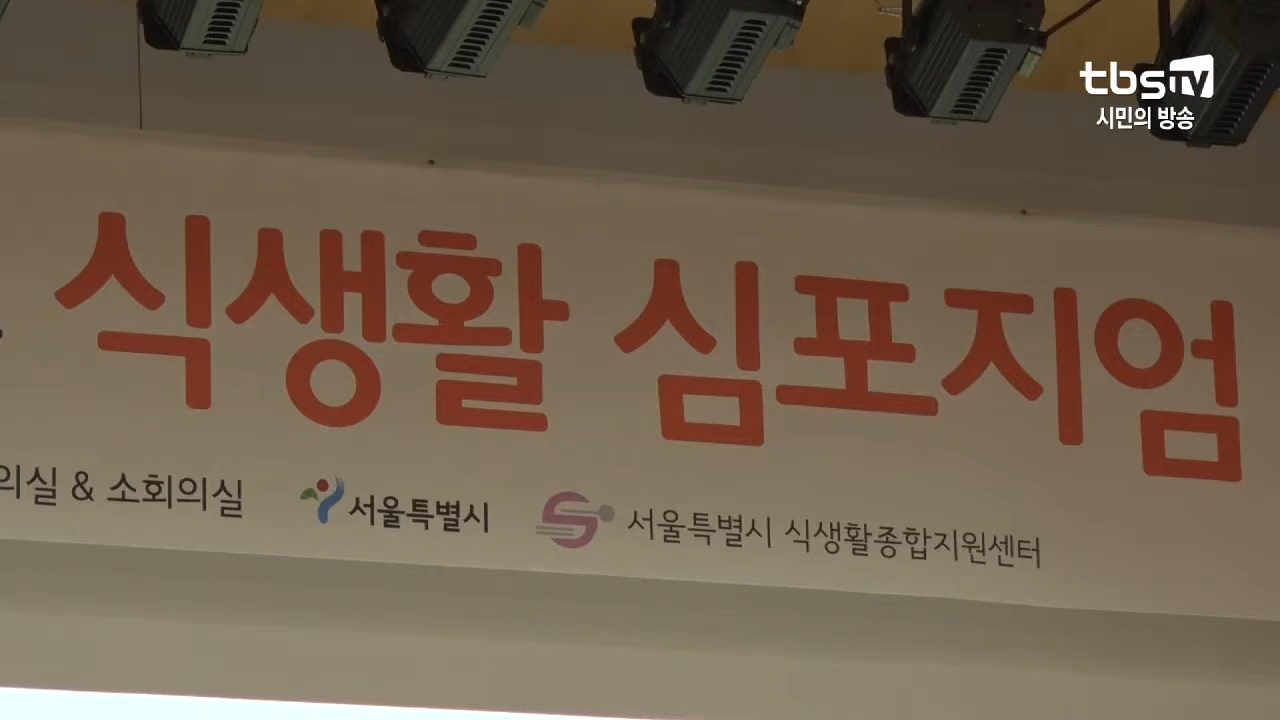 tbs TV
시민의 방송
식생활 심포지엄
의실 & 소회의실
서울특별시
서울특별시 식생활종합지원센터